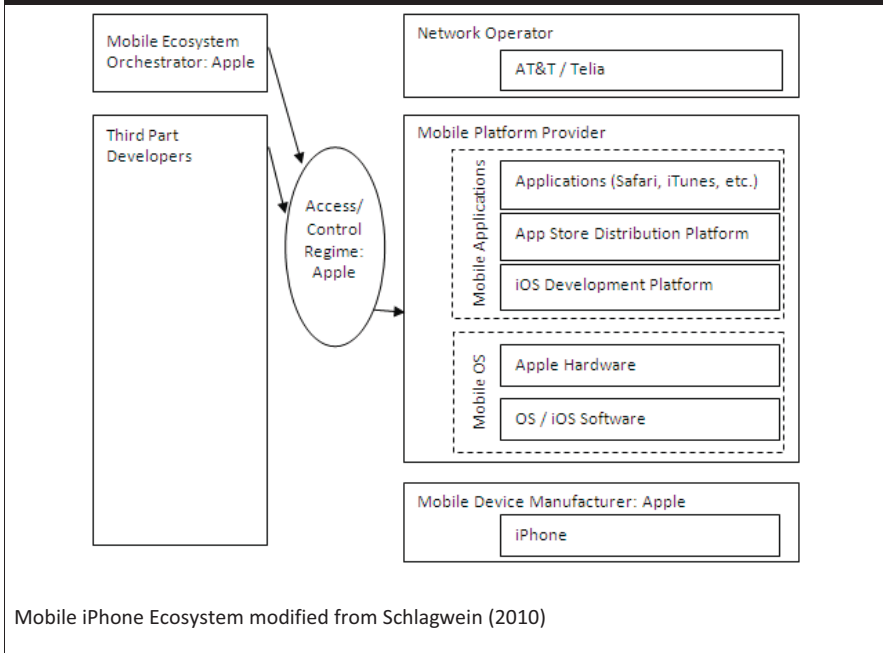 Mobile Ecosystem
Orchestrator: Apple
Third Part
Developers
Access/
Control
Regime:
Apple
Network Operator
AT&T / Telia
Mobile Platform Provider
Mobile Applications
Applications (Safari, iTunes, etc.)
App Store Distribution Platform
iOS Development Platform
Mobile OS
Apple Hardware
OS / iOS Software
Mobile Device Manufacturer: Apple
iPhone
Mobile iPhone Ecosystem modified from Schlagwein (2010)